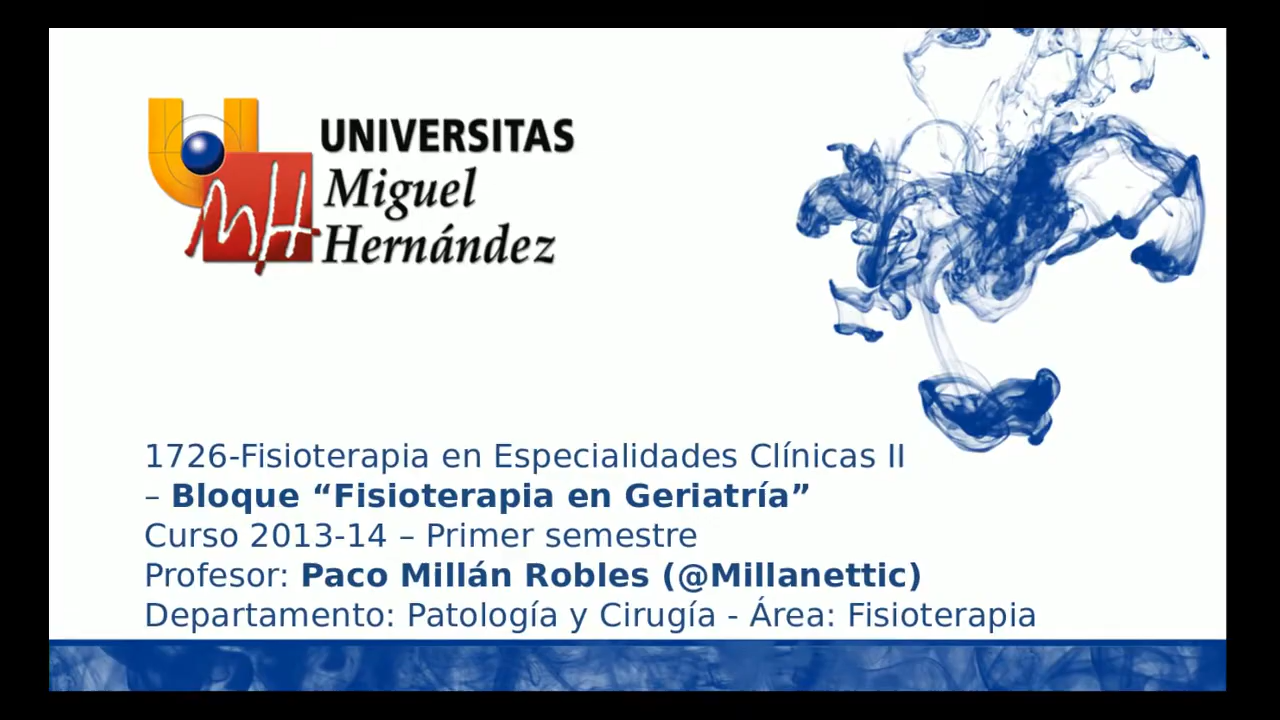 UNIVERSITAS
Miguel
Hernández
1726-Fisioterapia en Especialidades Clínicas II
– Bloque “Fisioterapia en Geriatría”
Curso 2013-14 – Primer semestre
Profesor: Paco Millán Robles (@Millanettic)
Departamento: Patología y Cirugía - Área: Fisioterapia